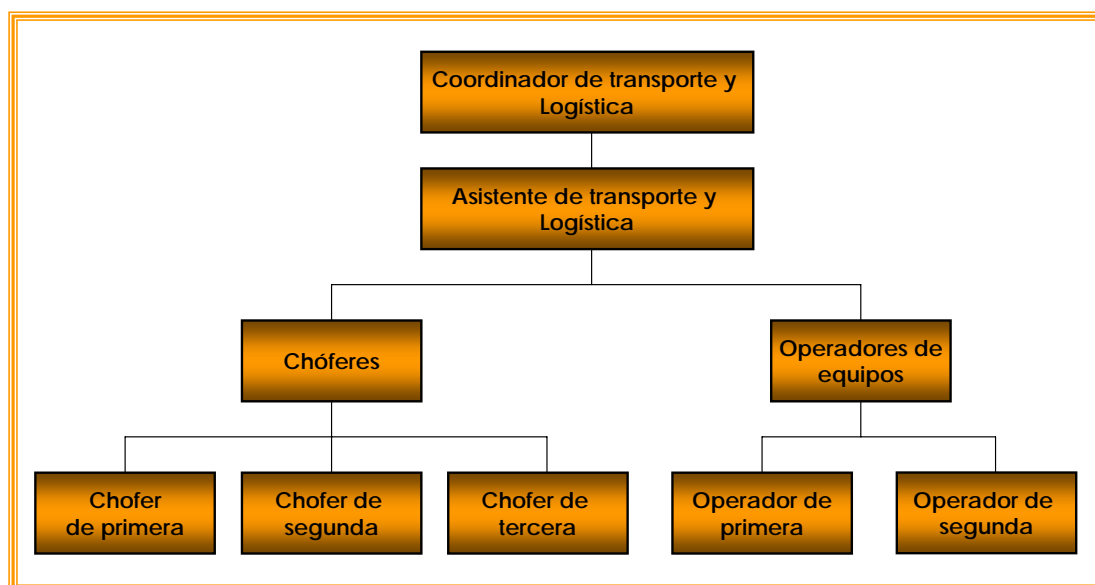 Coordinador de transporte y
Logística
Asistente de transporte y
Logística
Chóferes
Operadores de
equipos
Chofer
de primera
Chofer de
segunda
Chofer de
tercera
Operador de
primera
Operador de
segunda